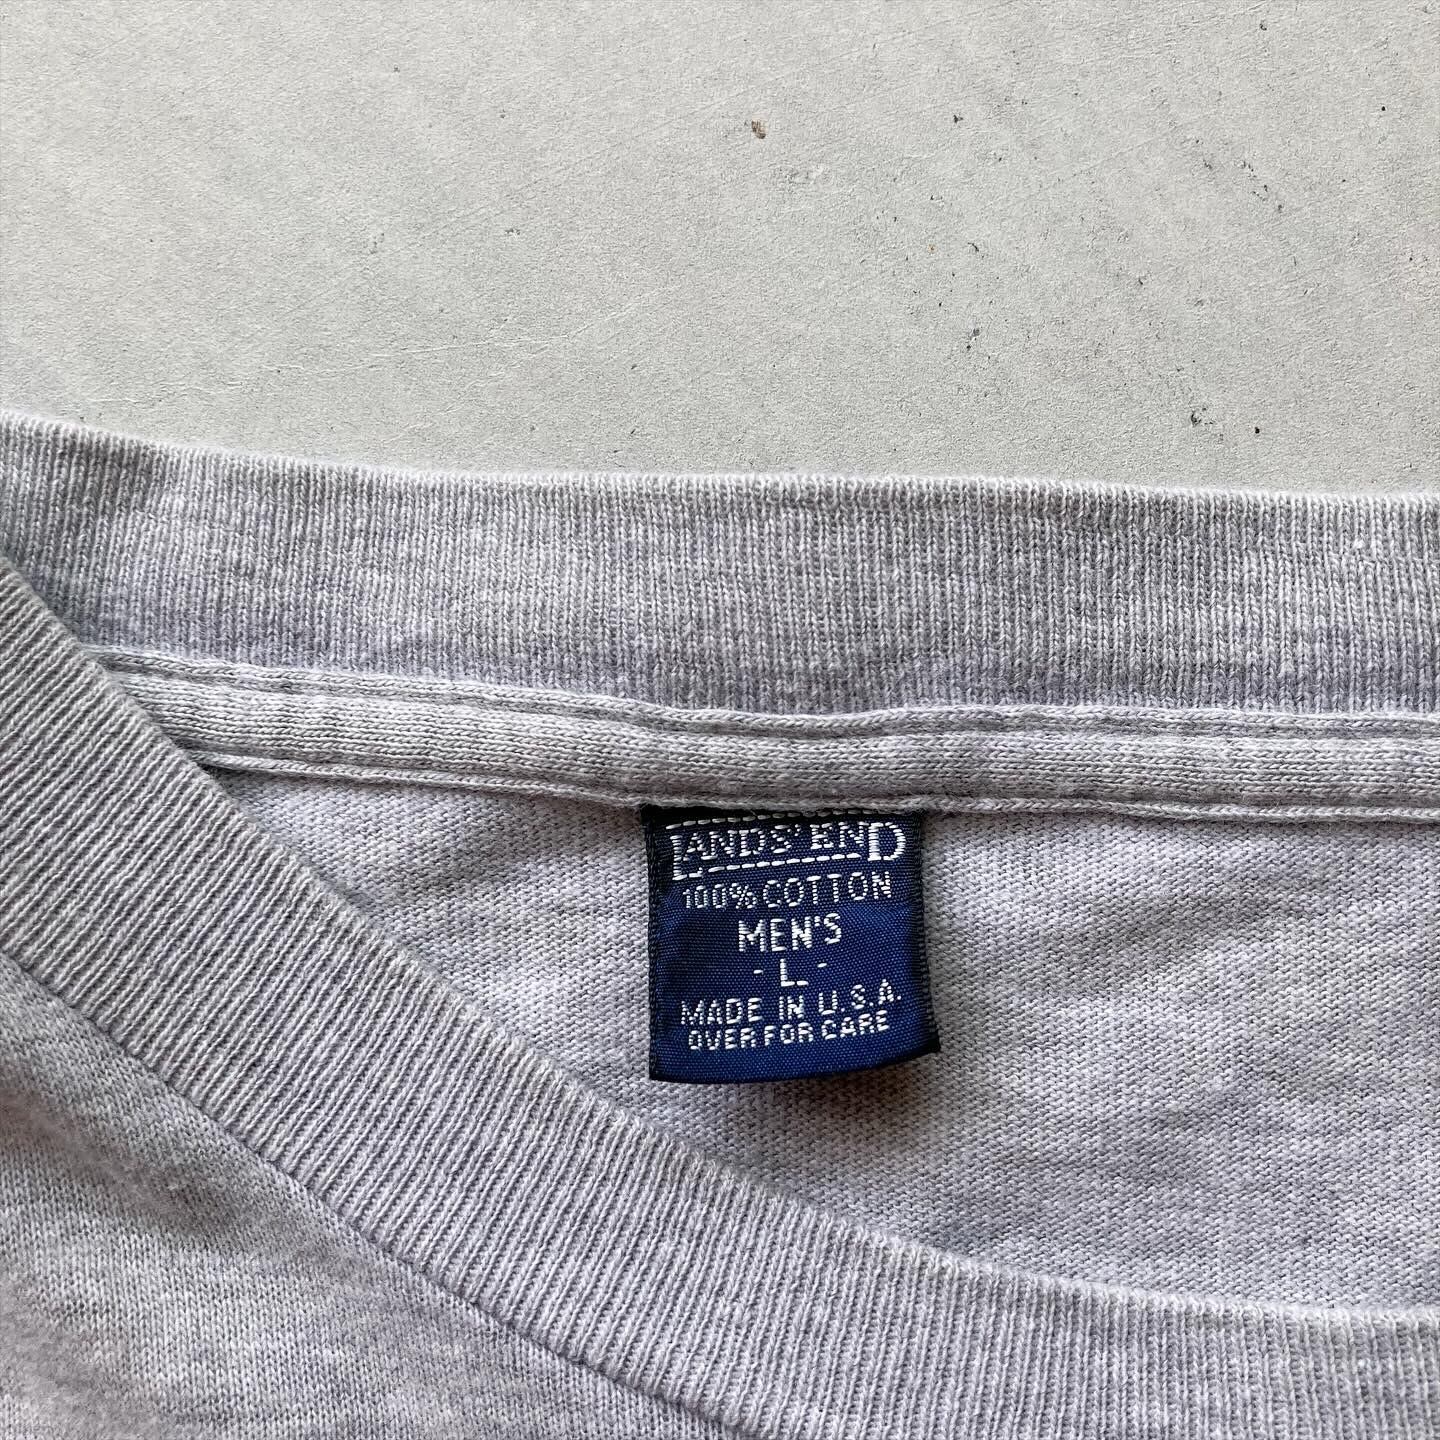 LANDS' END
100% COTTON
MEN'S
- L -
MADE IN U.S.A.
OVER FOR CARE